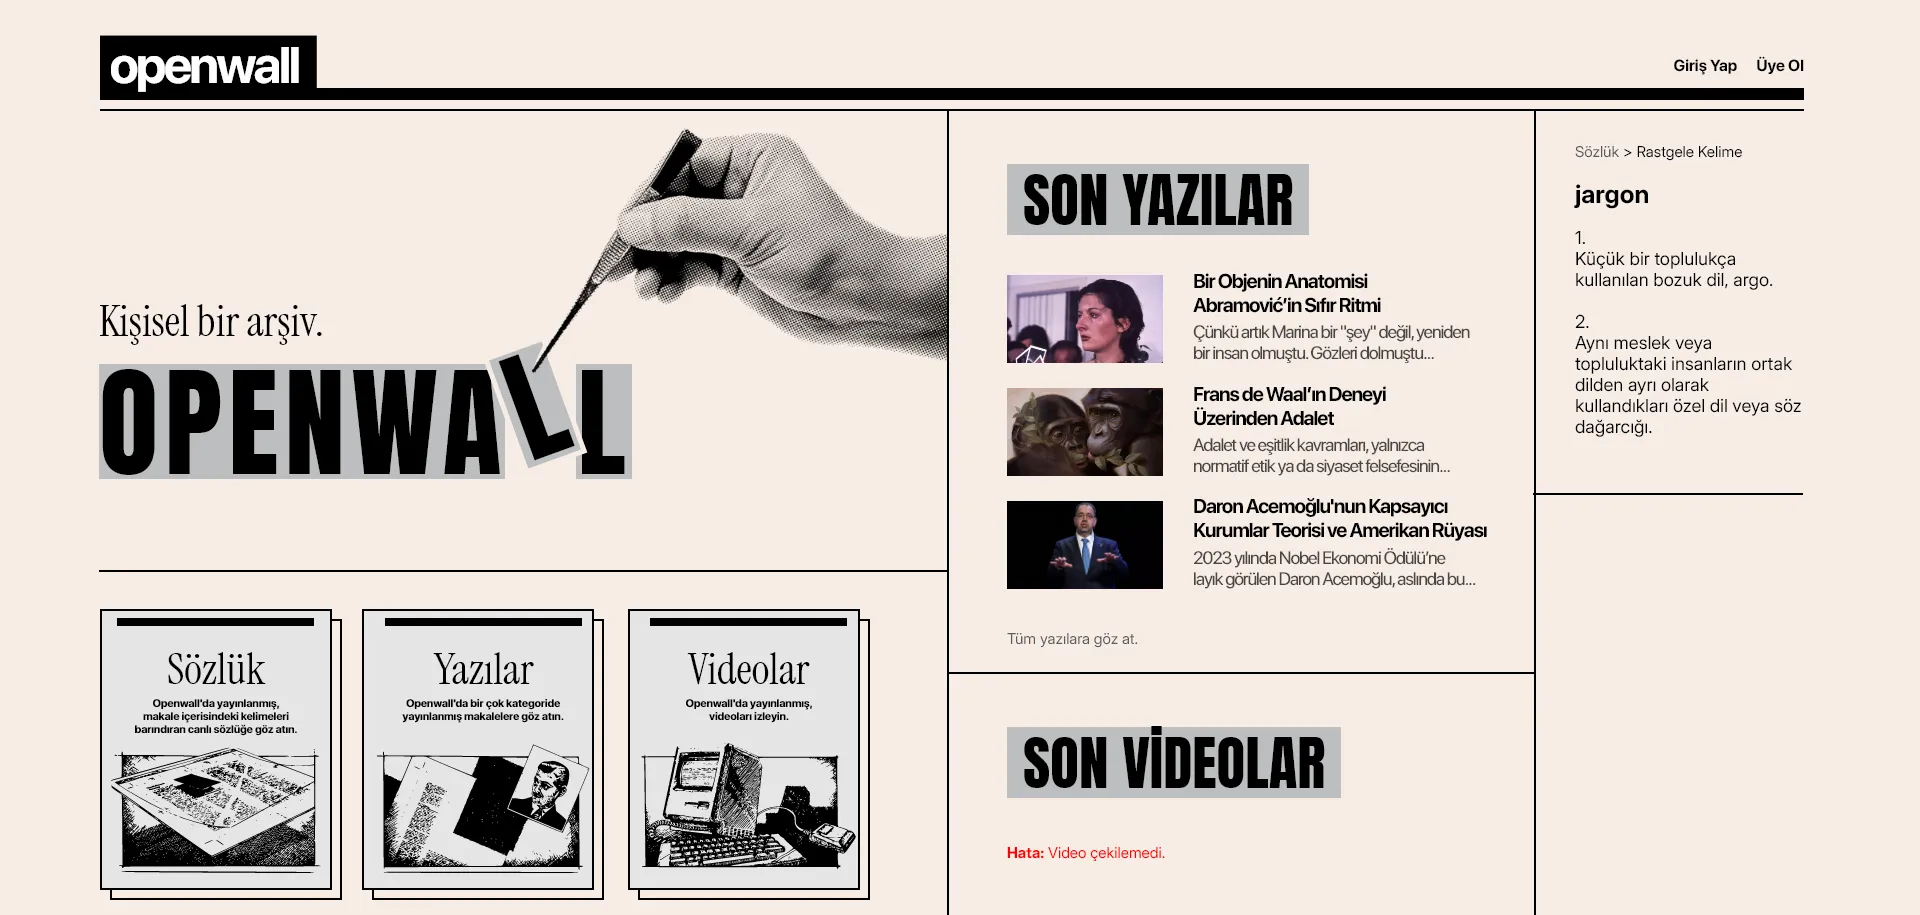 openwall
Giriş Yap
Üye Ol
Kişisel bir arşiv.
OPENWALL
Sözlük
Openwall'da yayınlanmış,
makale içerisindeki kelimeleri
barındıran canlı sözlüğe göz atın.
Yazılar
Openwall'da bir çok kategoride
yayınlanmış makalelere göz atın.
Videolar
Openwall'da yayınlanmış,
videoları izleyin.
SON YAZILAR
Bir Objenin Anatomisi
Abramović’in Sıfır Ritmi
Çünkü artık Marina bir "şey" değil, yeniden
bir insan olmuştu. Gözleri dolmuştu...
Frans de Waal’ın Deneyi
Üzerinden Adalet
Adalet ve eşitlik kavramları, yalnızca
normatif etik ya da siyaset felsefesinin...
Daron Acemoğlu'nun Kapsayıcı
Kurumlar Teorisi ve Amerikan Rüyası
2023 yılında Nobel Ekonomi Ödülü’ne
layık görülen Daron Acemoğlu, aslında bu...
Tüm yazılara göz at.
SON VİDEOLAR
Hata: Video çekilemedi.
Sözlük > Rastgele Kelime
jargon
1.
Küçük bir toplulukça
kullanılan bozuk dil, argo.
2.
Aynı meslek veya
topluluktaki insanların ortak
dilden ayrı olarak
kullandıkları özel dil veya söz
dağarcığı.